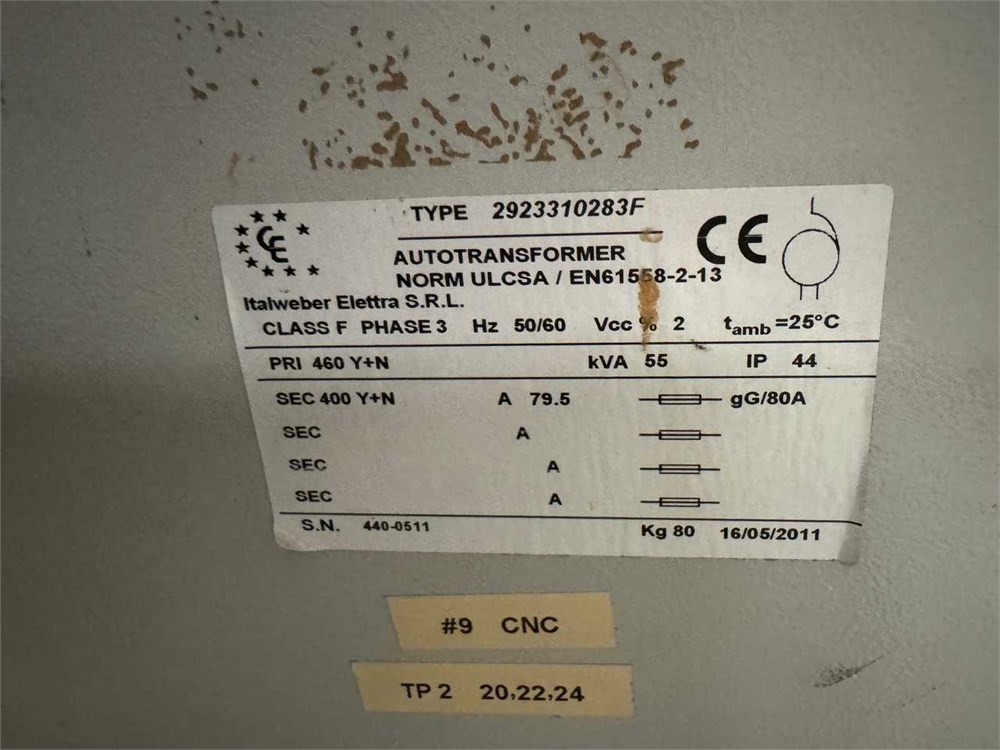 TYPE 2923310283F
CE
CE
AUTOTRANSFORMER
NORM ULCSA / EN61558-2-13
Italweber Elettra S.R.L.
CLASS F PHASE 3 Hz 50/60 Vcc % 2 tamb =25°C
PRI 460 Y+N kVA 55 IP 44
SEC 400 Y+N A 79.5 gG/80A
SEC A
SEC A
SEC A
S.N. 440-0511 Kg 80 16/05/2011
#9 CNC
TP 2 20,22,24